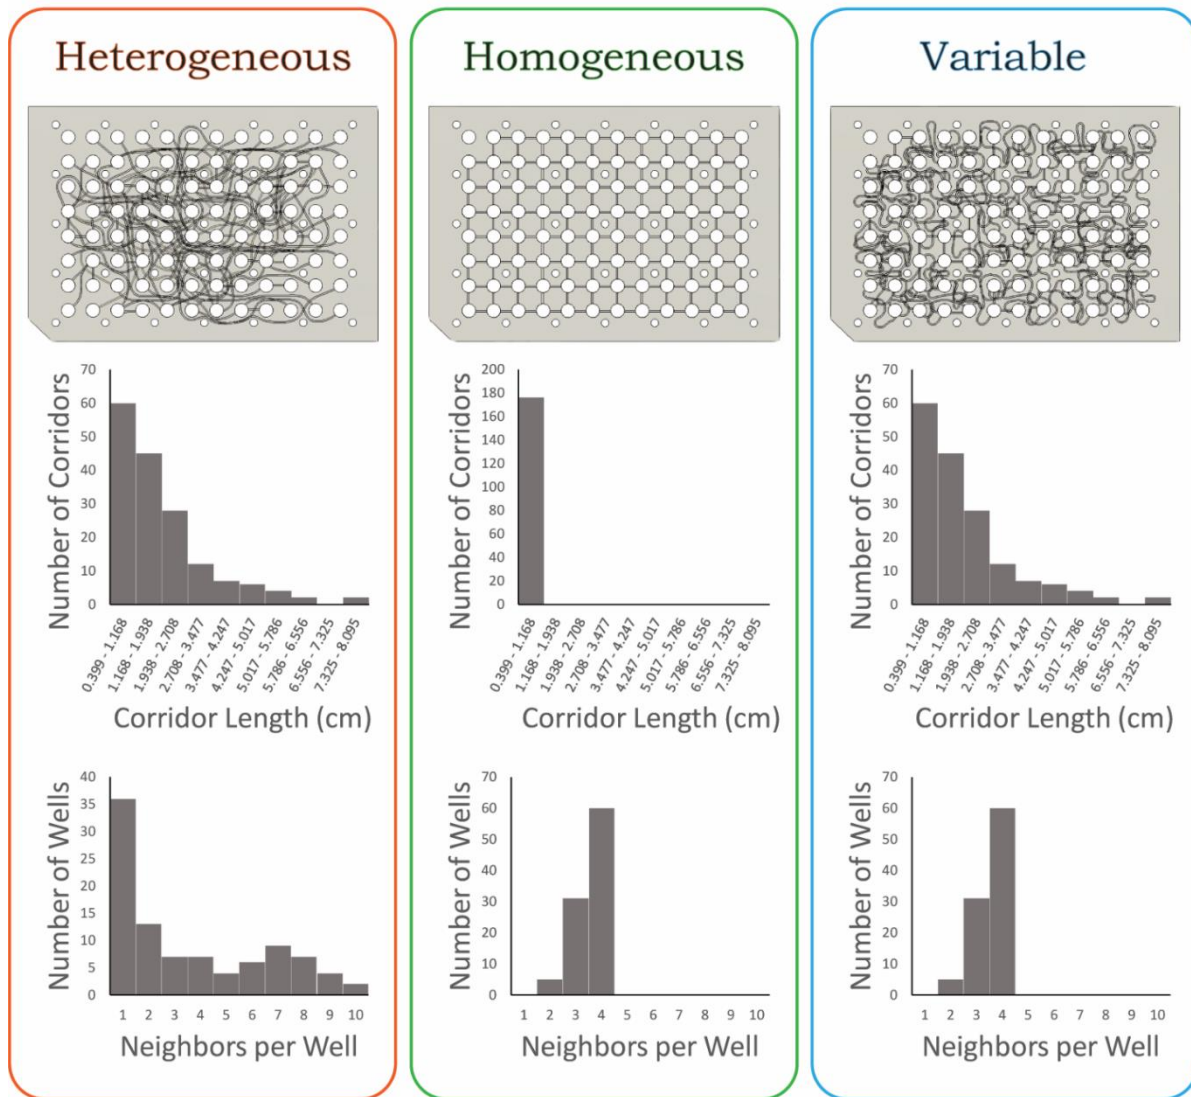 Heterogeneous
Number of Corridors
70
60
50
40
30
20
10
0
0.399 - 1.168
1.168 - 1.938
1.938 - 2.708
2.708 - 3.477
3.477 - 4.247
4.247 - 5.017
5.017 - 5.786
5.786 - 6.556
6.556 - 7.325
7.325 - 8.095
Corridor Length (cm)
Number of Wells
40
35
30
25
20
15
10
5
0
1 2 3 4 5 6 7 8 9 10
Neighbors per Well
Homogeneous
Number of Corridors
200
180
160
140
120
100
80
60
40
20
0
0.399 - 1.168
1.168 - 1.938
1.938 - 2.708
2.708 - 3.477
3.477 - 4.247
4.247 - 5.017
5.017 - 5.786
5.786 - 6.556
6.556 - 7.325
7.325 - 8.095
Corridor Length (cm)
Number of Wells
70
60
50
40
30
20
10
0
1 2 3 4 5 6 7 8 9 10
Neighbors per Well
Variable
Number of Corridors
70
60
50
40
30
20
10
0
0.399 - 1.168
1.168 - 1.938
1.938 - 2.708
2.708 - 3.477
3.477 - 4.247
4.247 - 5.017
5.017 - 5.786
5.786 - 6.556
6.556 - 7.325
7.325 - 8.095
Corridor Length (cm)
Number of Wells
70
60
50
40
30
20
10
0
1 2 3 4 5 6 7 8 9 10
Neighbors per Well